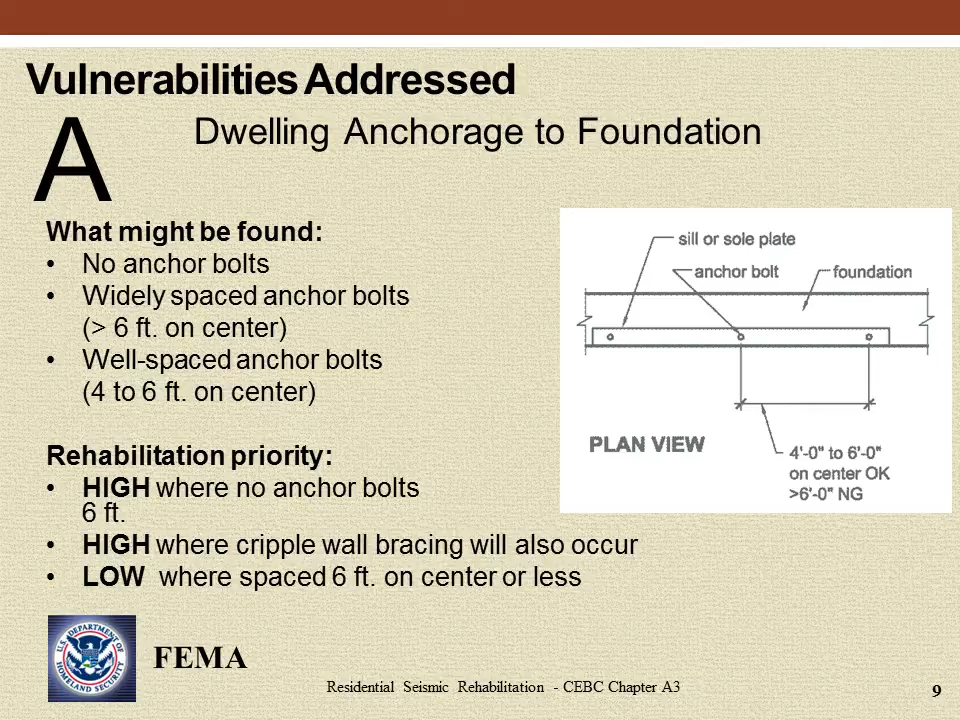 Vulnerabilities Addressed
A
Dwelling Anchorage to Foundation
What might be found:
• No anchor bolts
• Widely spaced anchor bolts
(> 6 ft. on center)
• Well-spaced anchor bolts
(4 to 6 ft. on center)
Rehabilitation priority:
• HIGH where no anchor bolts
6 ft.
• HIGH where cripple wall bracing will also occur
• LOW where spaced 6 ft. on center or less
sill or sole plate
anchor bolt
foundation
PLAN VIEW
4'-0" to 6'-0"
on center OK
>6'-0" NG
U.S. DEPARTMENT OF
HOMELAND SECURITY
FEMA
Residential Seismic Rehabilitation - CEBC Chapter A3
9